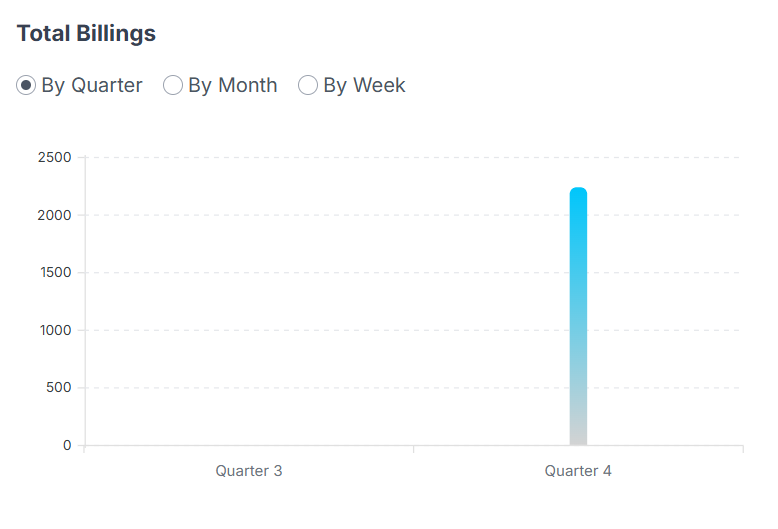 Total Billings
By Quarter By Month By Week
2500
2000
1500
1000
500
0
Quarter 3 Quarter 4